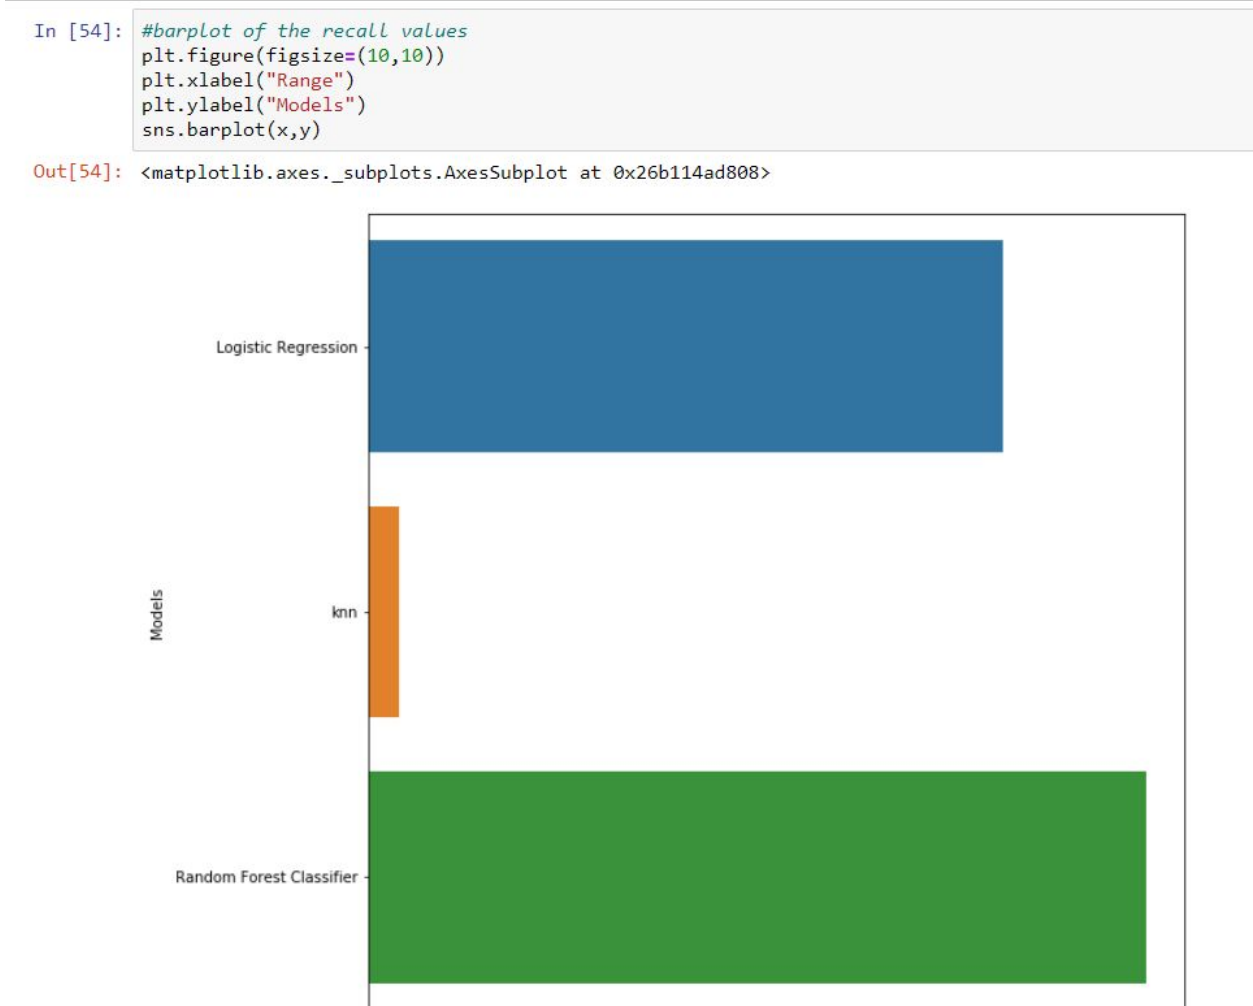 In [54]: #barplot of the recall values
plt.figure(figsize=(10,10))
plt.xlabel("Range")
plt.ylabel("Models")
sns.barplot(x,y)
Out[54]: <matplotlib.axes._subplots.AxesSubplot at 0x26b114ad808>
Logistic Regression
knn
Models
Random Forest Classifier